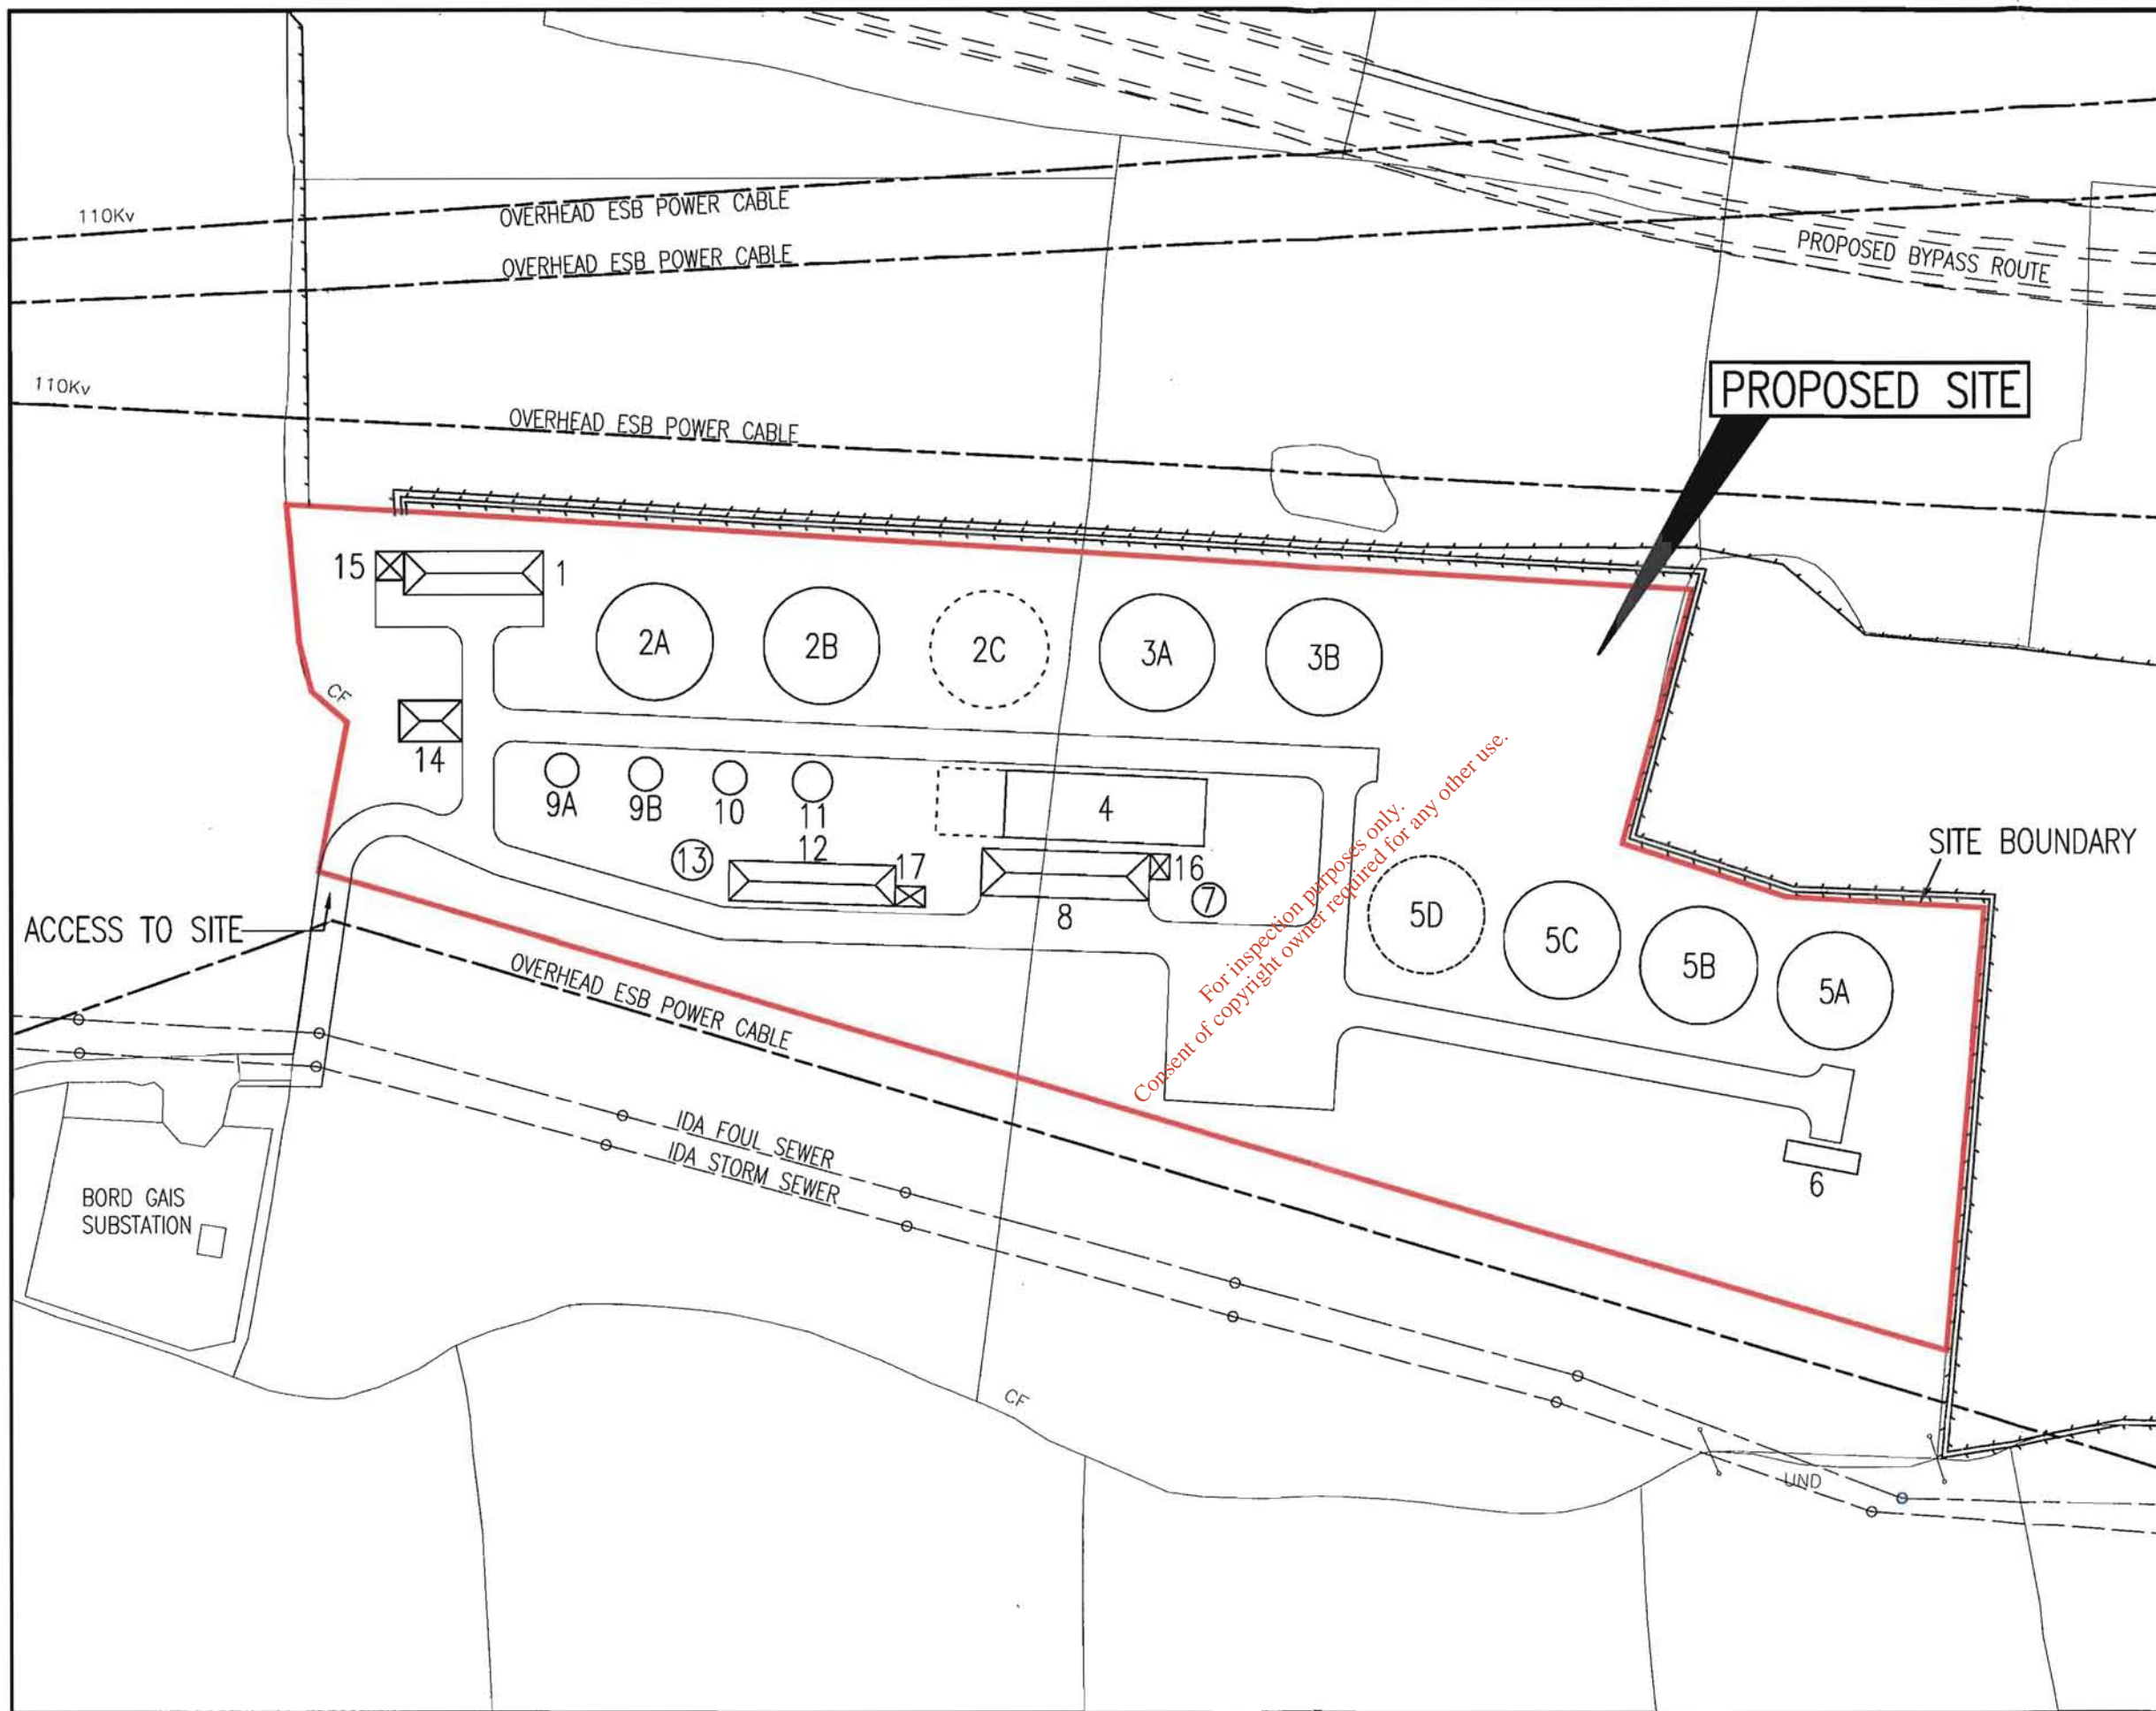 110Kv
OVERHEAD ESB POWER CABLE
OVERHEAD ESB POWER CABLE
PROPOSED BYPASS ROUTE
110Kv
OVERHEAD ESB POWER CABLE
PROPOSED SITE
15
1
2A
2B
2C
3A
3B
CF
14
9A
9B
10
11
4
12
13
17
16
7
8
SITE BOUNDARY
5D
5C
5B
5A
6
ACCESS TO SITE
OVERHEAD ESB POWER CABLE
For inspection purposes only.
Consent of copyright owner required for any other use.
IDA FOUL SEWER
IDA STORM SEWER
BORD GAIS
SUBSTATION
CF
UND